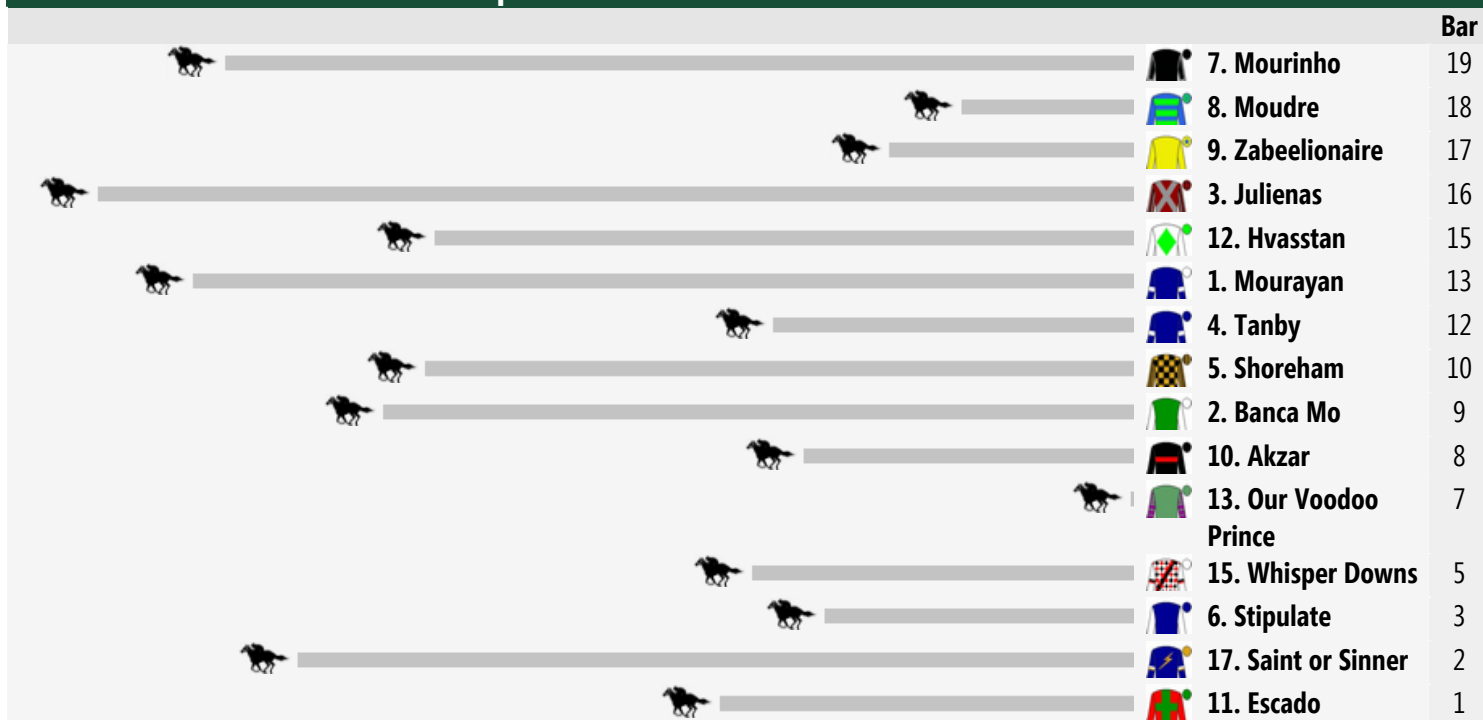 Bar
7. Mourinho 19
8. Moudre 18
9. Zabeelionaire 17
3. Julienas 16
12. Hvasstan 15
1. Mourayan 13
4. Tanby 12
5. Shoreham 10
2. Banca Mo 9
10. Akzar 8
13. Our Voodoo 7
Prince
15. Whisper Downs 5
6. Stipulate 3
17. Saint or Sinner 2
11. Escado 1